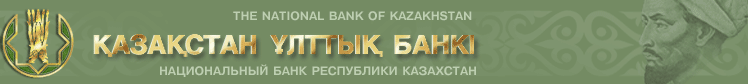 THE NATIONAL BANK OF KAZAKHSTAN
ҚАЗАҚСТАН ҰЛТТЫҚ БАНКІ
НАЦИОНАЛЬНЫЙ БАНК РЕСПУБЛИКИ КАЗАХСТАН